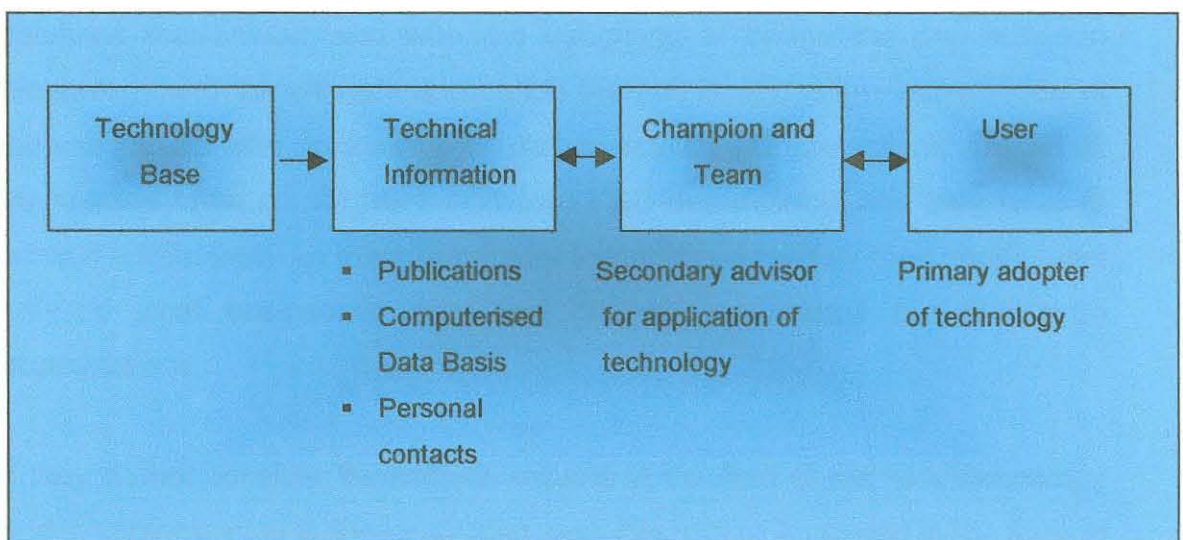 Technology
Base
Technical
Information
Champion and
Team
User
▪ Publications
▪ Computerised
Data Basis
▪ Personal
contacts
Secondary advisor
for application of
technology
Primary adopter
of technology